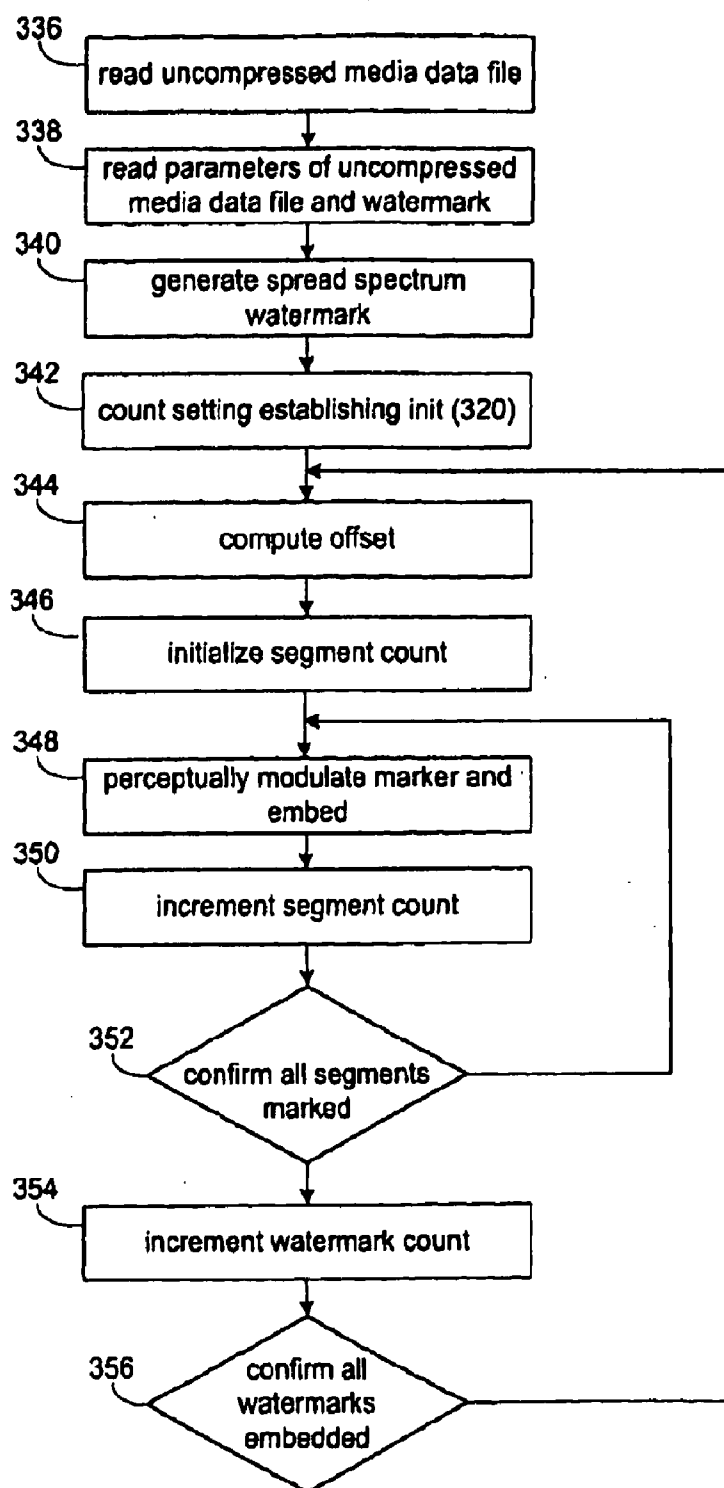 336
read uncompressed media data file
338
read parameters of uncompressed
media data file and watermark
340
generate spread spectrum
watermark
342
count setting establishing init (320)
344
compute offset
346
initialize segment count
348
perceptually modulate marker and
embed
350
increment segment count
352
confirm all segments
marked
354
increment watermark count
356
confirm all
watermarks
embedded